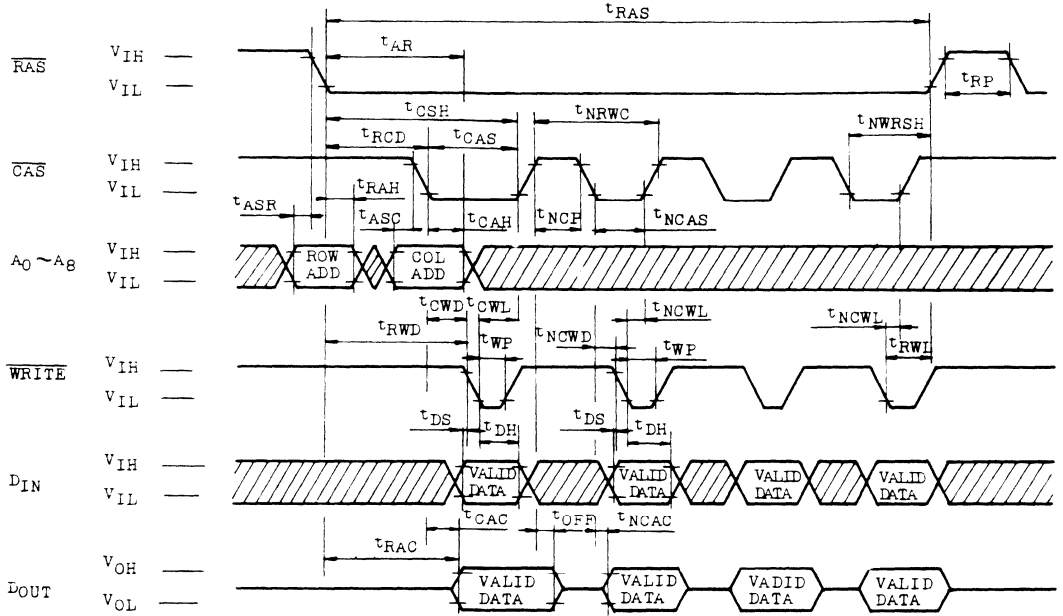 tRAS
tAR
RAS VIH
VIL
tRP
tCSH
tNRWC
tNWRSH
tRCD tCAS
CAS VIH
VIL
tRAH
tASR
tASC tCAH tNCP tNCAS
A0~A8 VIH
VIL
ROW ADD
COL ADD
tCWD tCWL
tNCWL
tNCWL
tRWD
tNCWD
tWP
tWP
tRWL
WRITE VIH
VIL
tDS
tDH
tDS
tDH
DIN VIH
VIL
VALID DATA
VALID DATA
VALID DATA
VALID DATA
tCAC
tOFF
tNCAC
tRAC
DOUT VOH
VOL
VALID DATA
VALID DATA
VADID DATA
VALID DATA